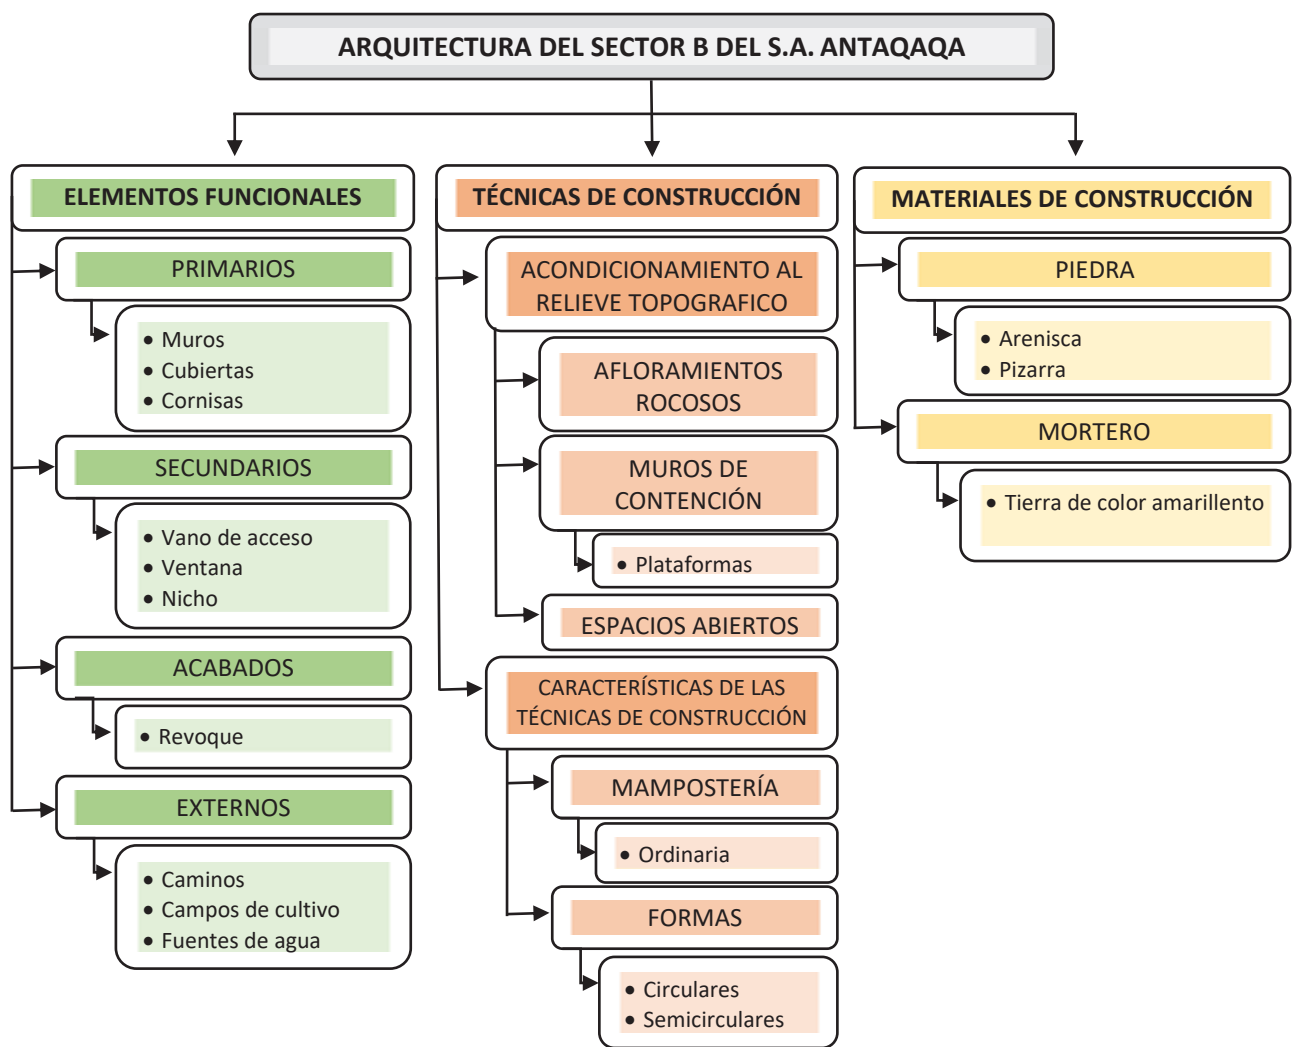 ARQUITECTURA DEL SECTOR B DEL S.A. ANTAQAQA
ELEMENTOS FUNCIONALES
PRIMARIOS
• Muros
• Cubiertas
• Cornisas
SECUNDARIOS
• Vano de acceso
• Ventana
• Nicho
ACABADOS
• Revoque
EXTERNOS
• Caminos
• Campos de cultivo
• Fuentes de agua
TÉCNICAS DE CONSTRUCCIÓN
ACONDICIONAMIENTO AL
RELIEVE TOPOGRAFICO
AFLORAMIENTOS
ROCOSOS
MUROS DE
CONTENCIÓN
• Plataformas
ESPACIOS ABIERTOS
CARACTERÍSTICAS DE LAS
TÉCNICAS DE CONSTRUCCIÓN
MAMPOSTERÍA
• Ordinaria
FORMAS
• Circulares
• Semicirculares
MATERIALES DE CONSTRUCCIÓN
PIEDRA
• Arenisca
• Pizarra
MORTERO
• Tierra de color amarillento